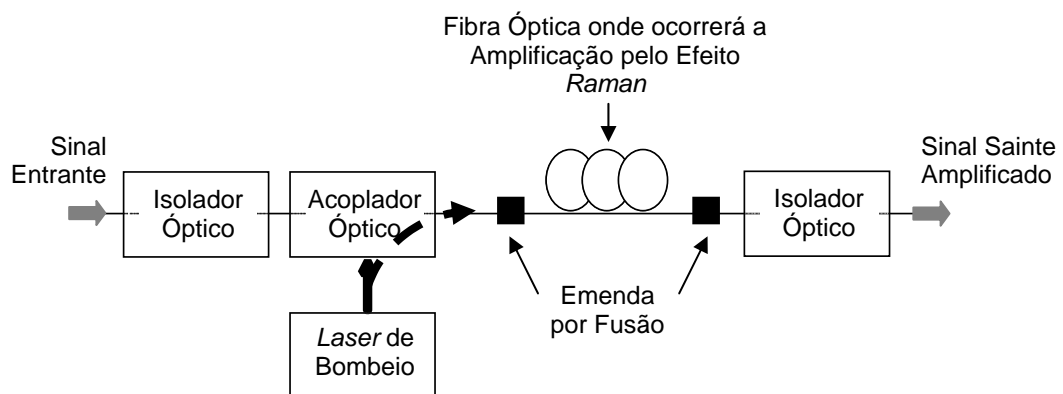 Fibra Óptica onde ocorrerá a
Amplificação pelo Efeito
Raman
Sinal
Entrante
Isolador
Óptico
Acoplador
Óptico
Sinal Sainte
Amplificado
Isolador
Óptico
Emenda
por Fusão
Laser de
Bombeio